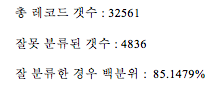 총 레코드 갯수 : 32561
잘못 분류된 갯수 : 4836
잘 분류한 경우 백분위 : 85.1479%